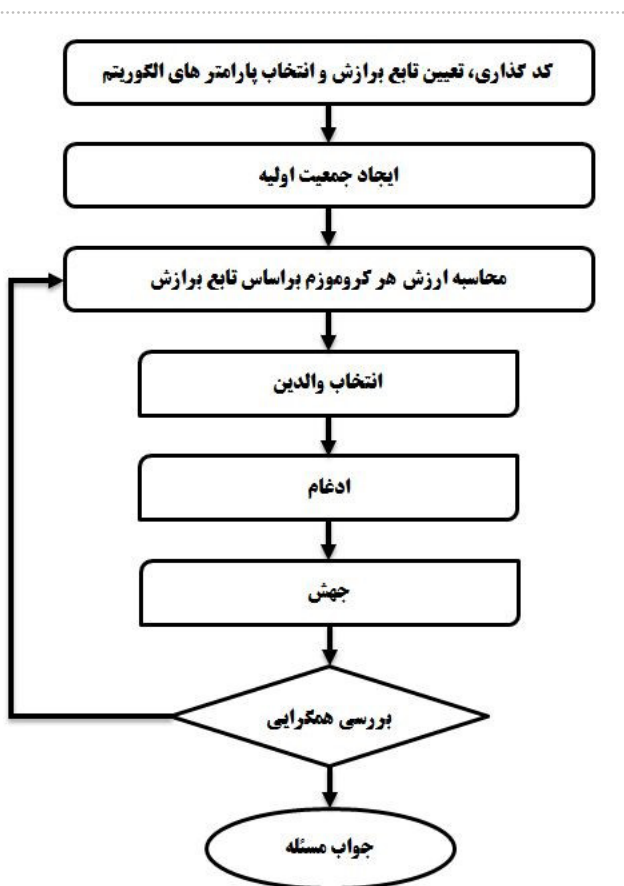 کد گذاری، تعیین تابع برازش و انتخاب پارامتر های الگوریتم
ایجاد جمعیت اولیه
محاسبه ارزش هر کروموزم براساس تابع برازش
انتخاب والدین
ادغام
جهش
بررسی همگرایی
جواب مسئله